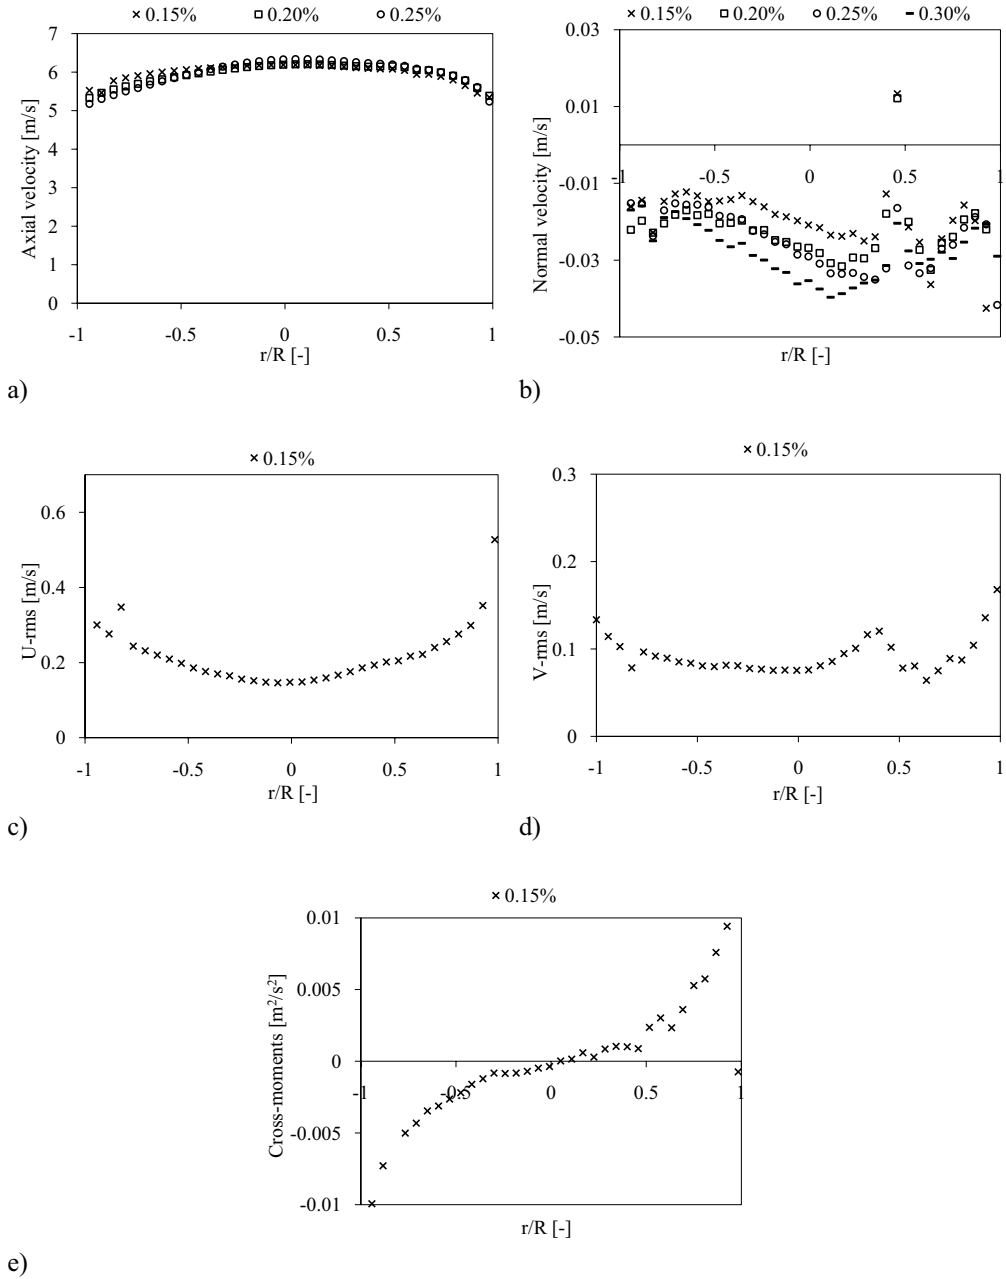 × 0.15% □ 0.20% ○ 0.25%
7
6
5
4
3
2
1
0
Axial velocity [m/s]
-1 -0.5 0 0.5 1
r/R [-]
a)
× 0.15% □ 0.20% ○ 0.25% - 0.30%
0.03
0.01
-0.01
-0.03
-0.05
Normal velocity [m/s]
-1 -0.5 0 0.5 1
r/R [-]
b)
× 0.15%
0.6
0.4
0.2
0
U-rms [m/s]
-1 -0.5 0 0.5 1
r/R [-]
c)
× 0.15%
0.3
0.2
0.1
0
V-rms [m/s]
-1 -0.5 0 0.5 1
r/R [-]
d)
× 0.15%
0.01
0.005
0
-0.005
-0.01
Cross-moments [m²/s²]
-1 -0.5 0 0.5 1
r/R [-]
e)